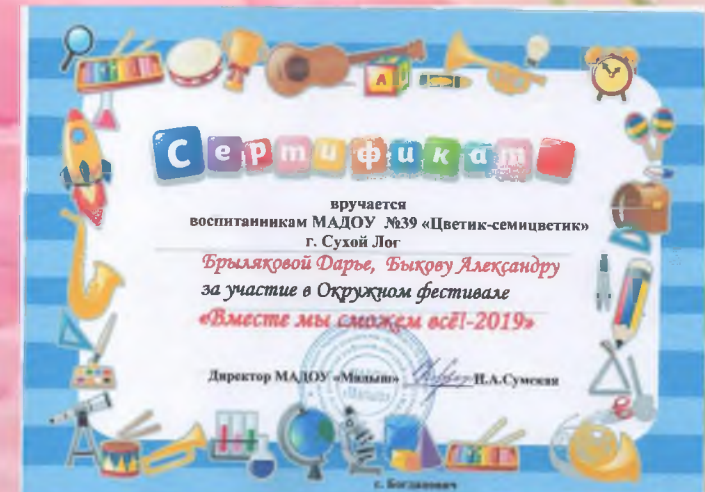 Сертификат
вручается
воспитанникам МАДОУ №39 «Цветик-семицветик»
г. Сухой Лог
Брыляковой Дарье, Быкову Александру
за участие в Окружном фестивале
«Вместе мы сможем всё!-2019»
Директор МАДОУ «Малыш» Н.А.Сумская
г. Богданович